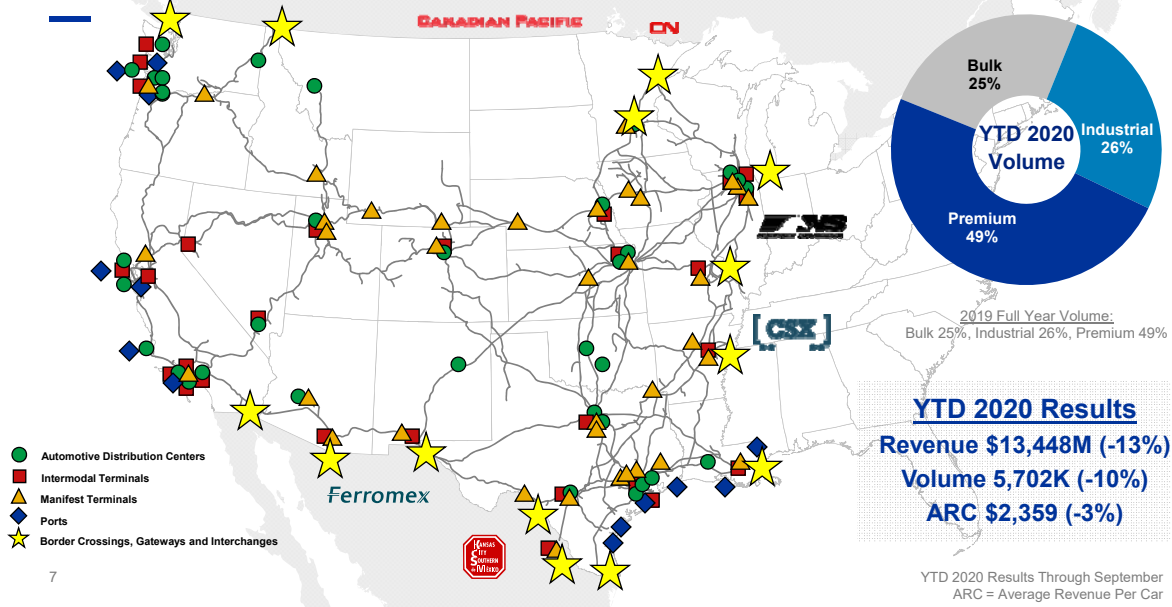 CANADIAN PACIFIC
CN
Bulk
25%
Industrial
26%
YTD 2020
Volume
Premium
49%
NS
[CSX]
2019 Full Year Volume:
Bulk 25%, Industrial 26%, Premium 49%
YTD 2020 Results
Revenue $13,448M (-13%)
Volume 5,702K (-10%)
ARC $2,359 (-3%)
Automotive Distribution Centers
Intermodal Terminals
Manifest Terminals
Ports
Border Crossings, Gateways and Interchanges
Ferromex
KANSAS
CITY
SOUTHERN
de MEXICO
7
YTD 2020 Results Through September
ARC = Average Revenue Per Car